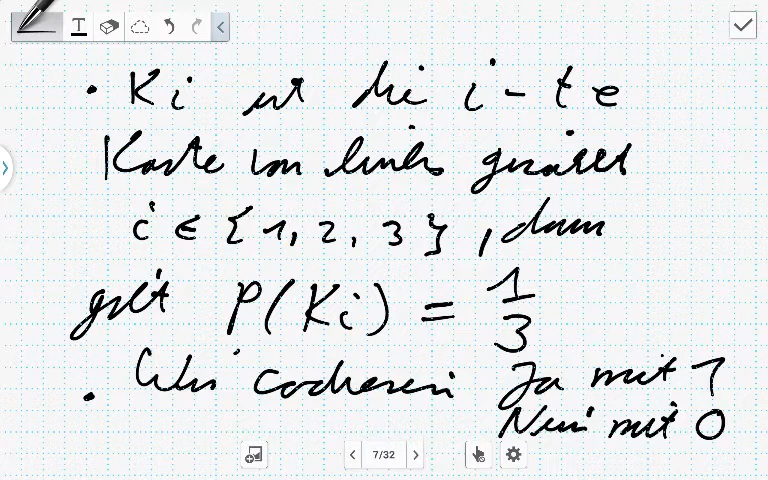 T
• Ki ist die i-te
Karte von links gezählt
i ∈ {1, 2, 3}, dann
gilt P(Ki) = 1/3
• Wir codieren Ja mit 1
Nein mit 0
7/32